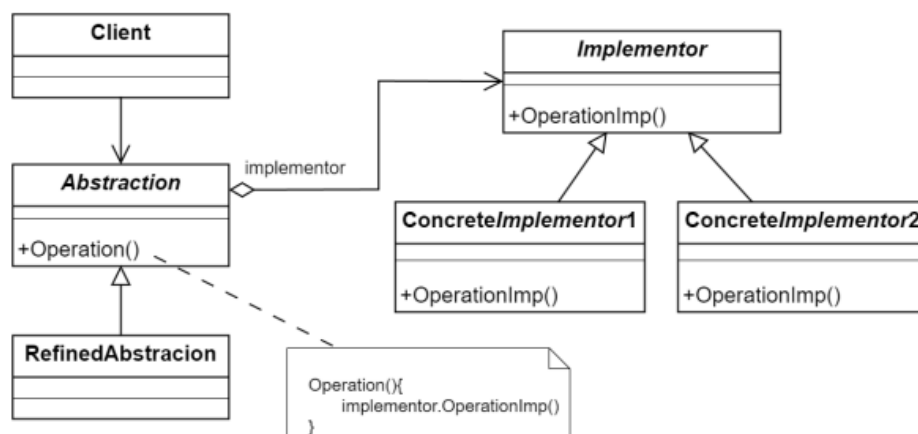 Client
Implementor
+OperationImp()
implementor
Abstraction
+Operation()
ConcreteImplementor1
ConcreteImplementor2
+OperationImp()
+OperationImp()
RefinedAbstracion
Operation(){
implementor.OperationImp()
}